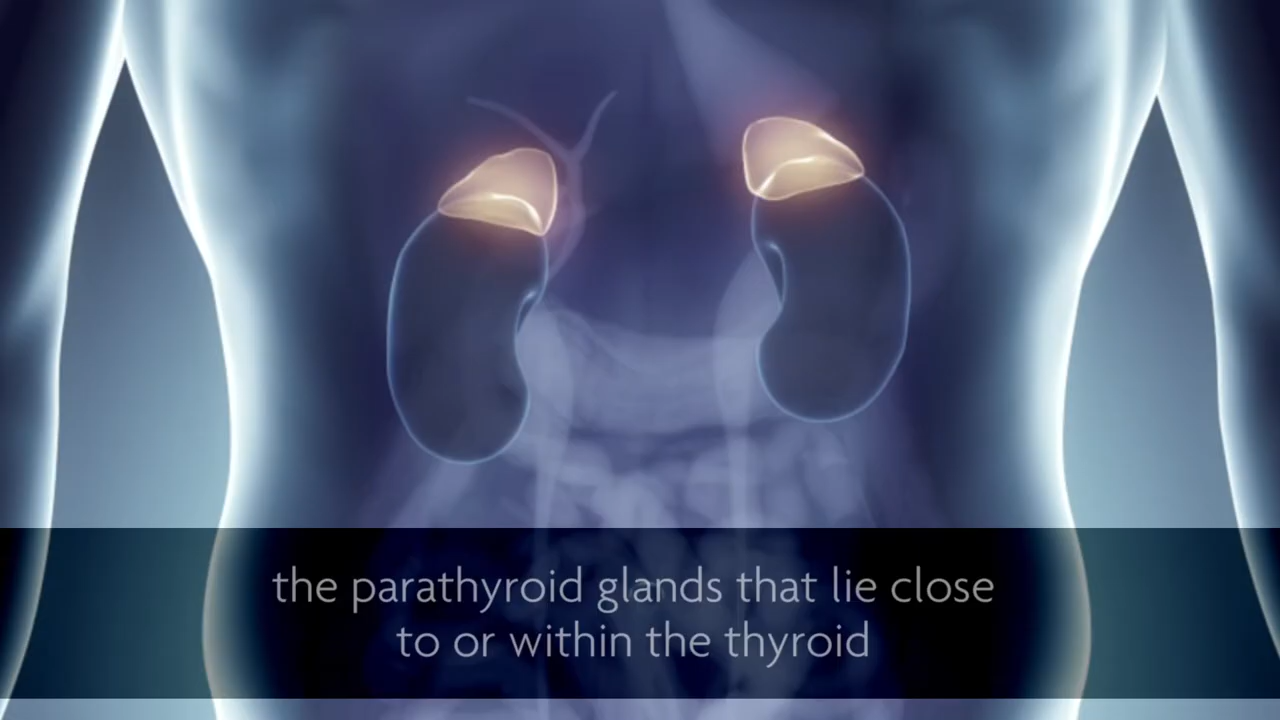 the parathyroid glands that lie close
to or within the thyroid